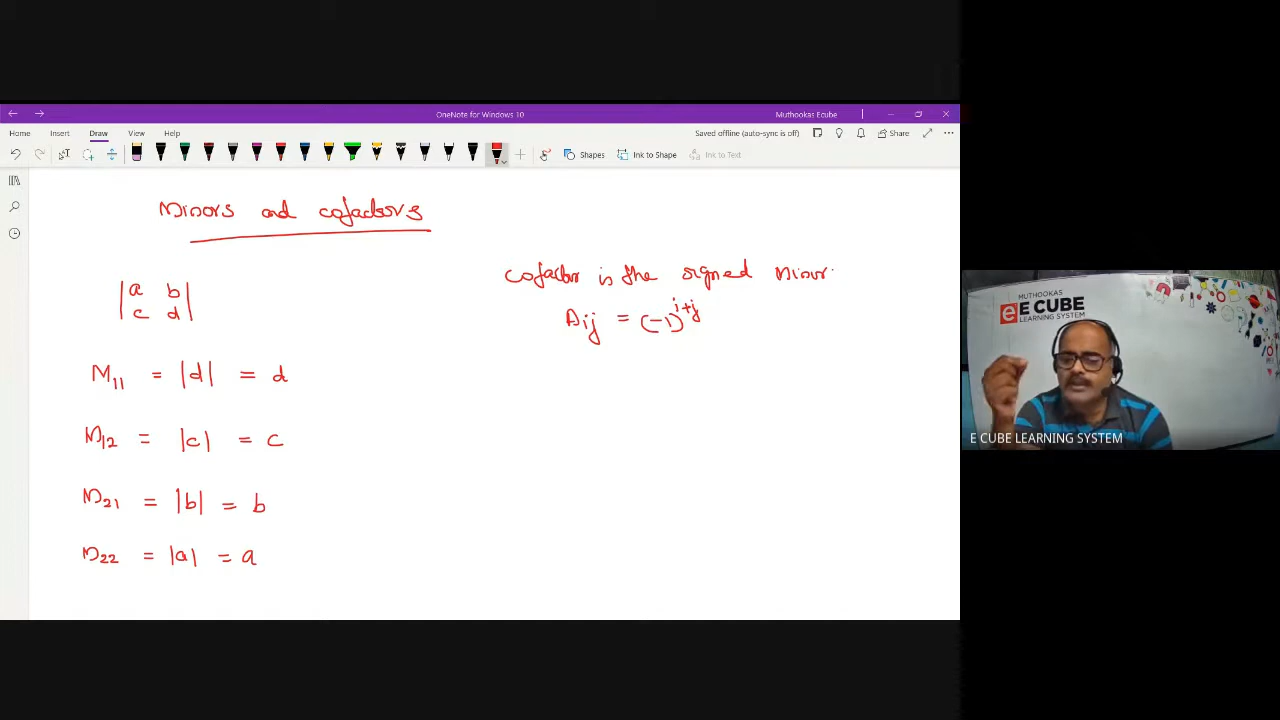 OneNote for Windows 10
Muthookas Ecube
Home Insert Draw View Help
Saved offline (auto-sync is off)
Share
Shapes
Ink to Shape
Ink to Text
Minors and cofactors
|a b|
|c d|
M11 = |d| = d
M12 = |c| = c
M21 = |b| = b
M22 = |a| = a
Cofactor is the signed Minor.
Aij = (-1)^i+j
MUTHOOKAS
e E CUBE
LEARNING SYSTEM
E CUBE LEARNING SYSTEM